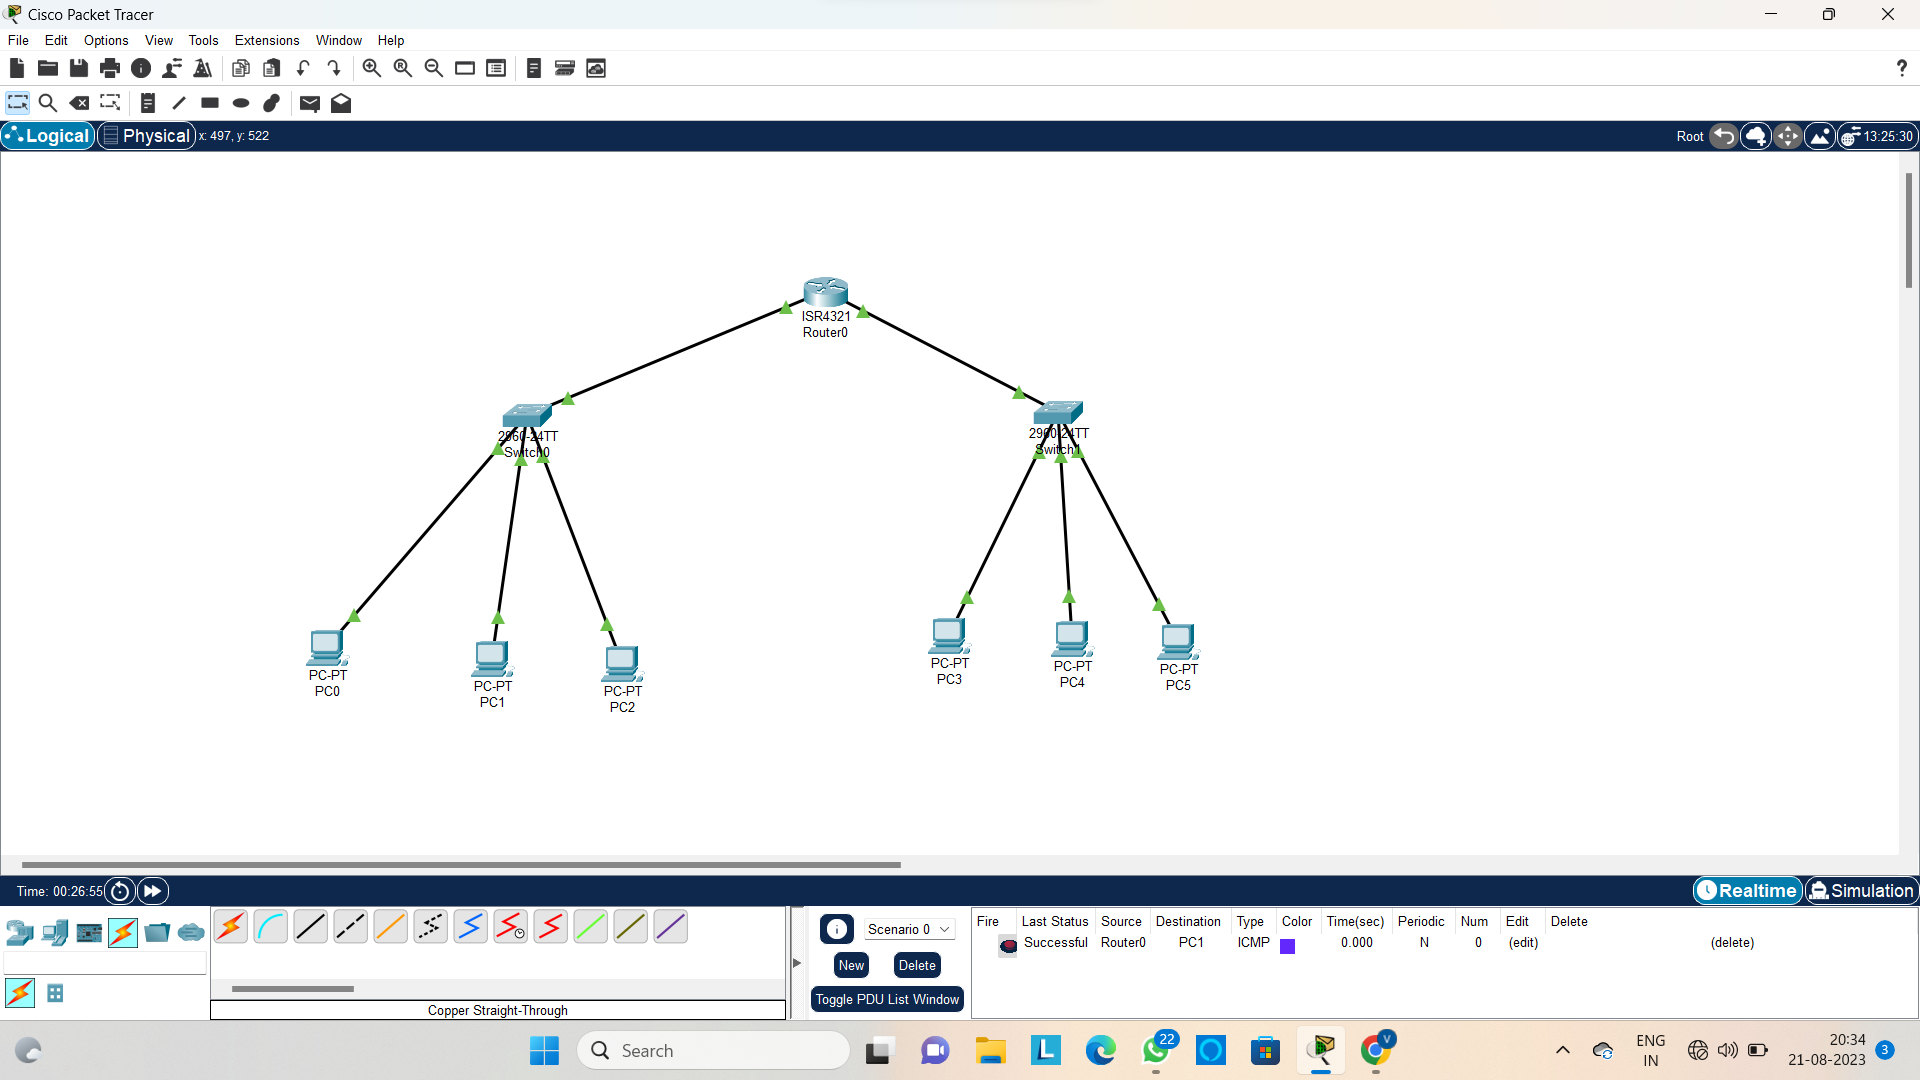 Cisco Packet Tracer
File Edit Options View Tools Extensions Window Help
?
Logical Physical x: 497, y: 522 Root 13:25:30
ISR4321
Router0
2960-24TT
Switch0
2960-24TT
Switch1
PC-PT
PC0
PC-PT
PC1
PC-PT
PC2
PC-PT
PC3
PC-PT
PC4
PC-PT
PC5
Time: 00:26:55 Realtime Simulation
Scenario 0
New Delete
Toggle PDU List Window
Fire Last Status Source Destination Type Color Time(sec) Periodic Num Edit Delete
Successful Router0 PC1 ICMP 0.000 N 0 (edit) (delete)
Copper Straight-Through
Search
22
V
ENG
IN
20:34
21-08-2023
3